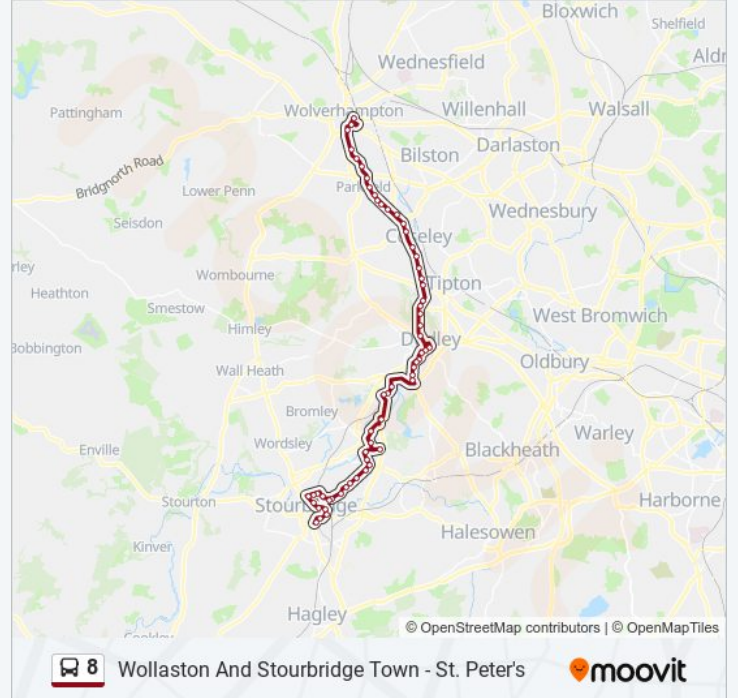 Bloxwich
Shelfield
Wednesfield
Aldr
Pattingham
Wolverhampton
Willenhall
Walsall
Darlaston
Bilston
Bridgnorth Road
Lower Penn
Wednesbury
Seisdon
Wombourne
Tipton
Heathton
Smestow
West Bromwich
Himley
Dudley
Bobbington
Oldbury
Wall Heath
Bromley
Warley
Wordsley
Enville
Blackheath
Stourton
Stourbridge
Harborne
Halesowen
Kinver
Hagley
© OpenStreetMap contributors | © OpenMapTiles
8 Wollaston And Stourbridge Town - St. Peter's
moovit